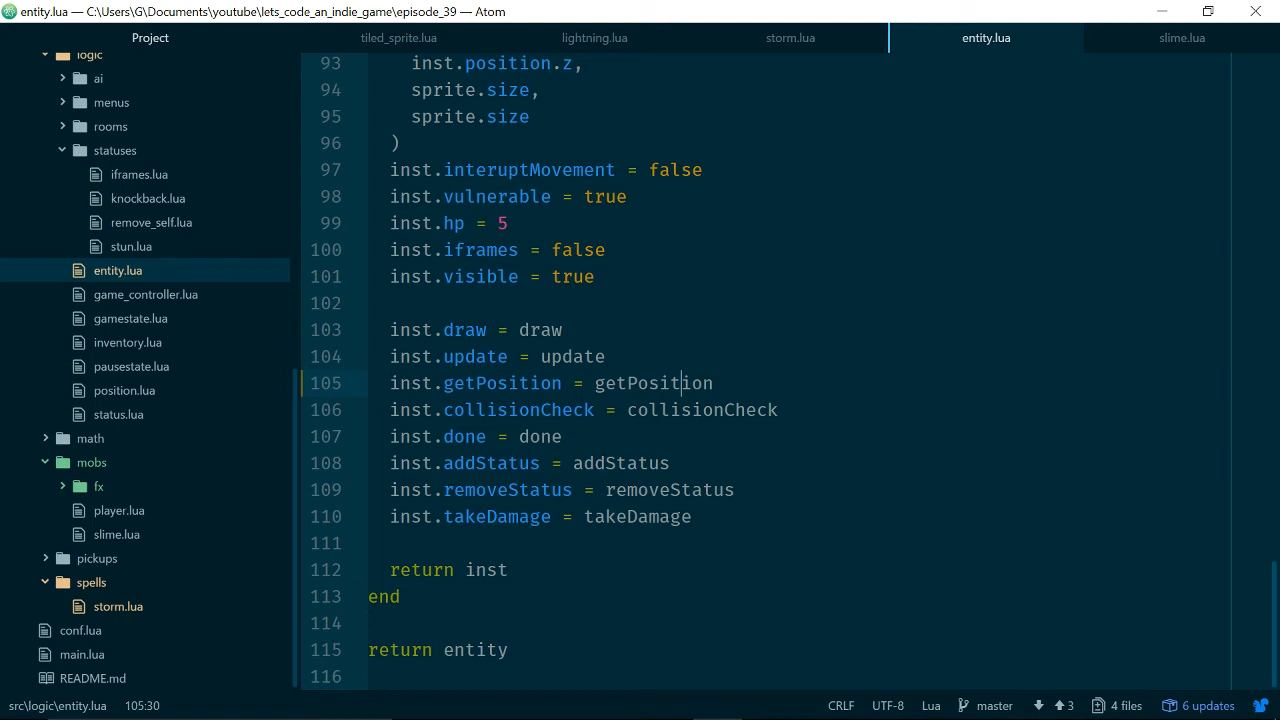 entity.lua — C:\Users\G\Documents\youtube\lets_code_an_indie_game\episode_39 — Atom
Project
tiled_sprite.lua
lightning.lua
storm.lua
entity.lua
slime.lua
logic
ai
menus
rooms
statuses
iframes.lua
knockback.lua
remove_self.lua
stun.lua
entity.lua
game_controller.lua
gamestate.lua
inventory.lua
pausestate.lua
position.lua
status.lua
math
mobs
fx
player.lua
slime.lua
pickups
spells
storm.lua
conf.lua
main.lua
README.md
93 inst.position.z,
94 sprite.size,
95 sprite.size
96 )
97 inst.interuptMovement = false
98 inst.vulnerable = true
99 inst.hp = 5
100 inst.iframes = false
101 inst.visible = true
102
103 inst.draw = draw
104 inst.update = update
105 inst.getPosition = getPosition
106 inst.collisionCheck = collisionCheck
107 inst.done = done
108 inst.addStatus = addStatus
109 inst.removeStatus = removeStatus
110 inst.takeDamage = takeDamage
111
112 return inst
113 end
114
115 return entity
116
src\logic\entity.lua 105:30 CRLF UTF-8 Lua master 3 4 files 6 updates